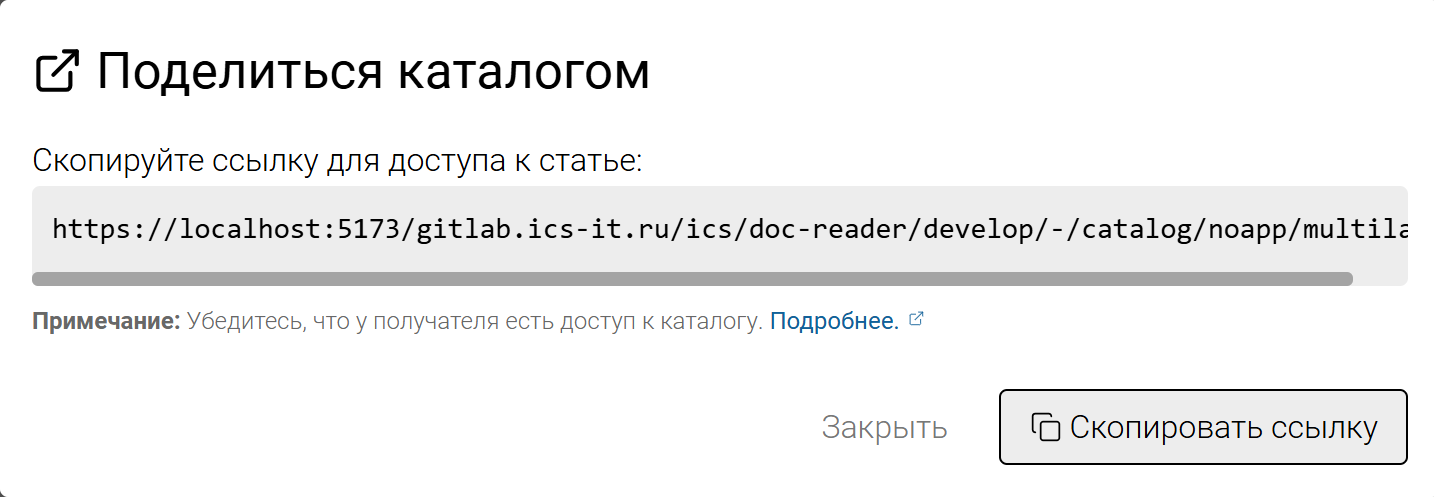 Поделиться каталогом
Скопируйте ссылку для доступа к статье:
https://localhost:5173/gitlab.ics-it.ru/ics/doc-reader/develop/-/catalog/noapp/multila
Примечание: Убедитесь, что у получателя есть доступ к каталогу. Подробнее.
Закрыть
Скопировать ссылку